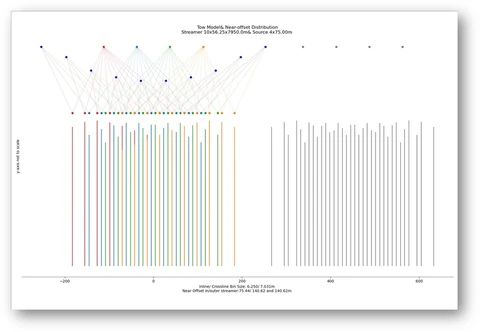 Tow Model& Near-offset Distribution
Streamer 10x56.25x7950.0m& Source 4x75.00m
y-axis not to scale
−200 0 200 400 600
Inline/ Crossline Bin Size: 6.250/ 7.031m
Near-Offset in/outer streamer:75.44/ 140.62 and 140.62m